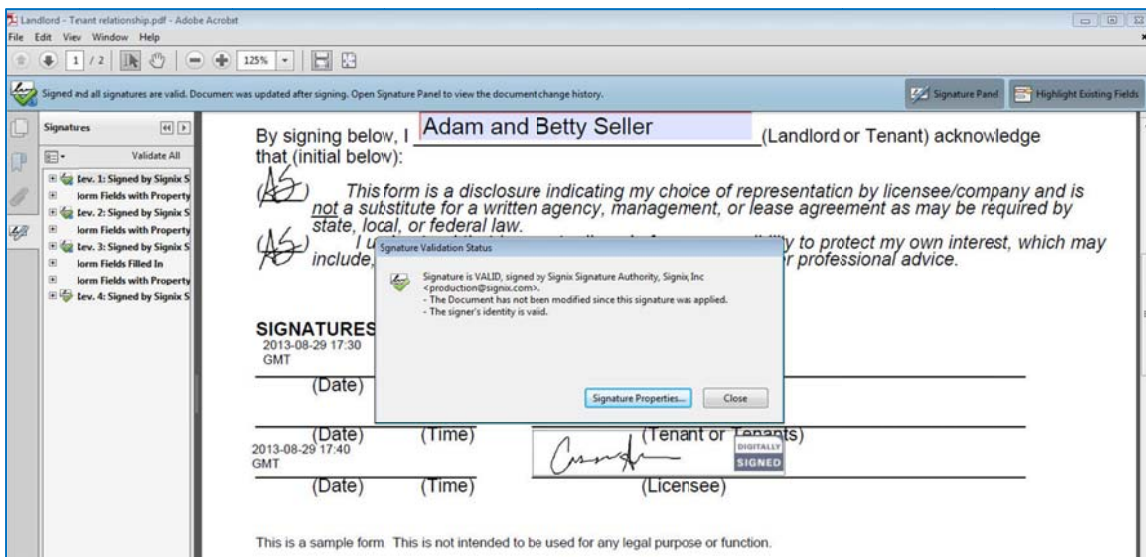 Landlord - Tenant relationship.pdf - Adobe Acrobat
File Edit View Window Help
1 / 2 125%
Signed and all signatures are valid. Document was updated after signing. Open Signature Panel to view the document change history.
Signature Panel Highlight Existing Fields
Signatures
Validate All
Rev. 1: Signed by Signix S
Form Fields with Property
Rev. 2: Signed by Signix S
Form Fields with Property
Rev. 3: Signed by Signix S
Form Fields Filled In
Form Fields with Property
Rev. 4: Signed by Signix S
By signing below, I Adam and Betty Seller (Landlord or Tenant) acknowledge
that (initial below):
(AS) This form is a disclosure indicating my choice of representation by licensee/company and is
not a substitute for a written agency, management, or lease agreement as may be required by
state, local, or federal law.
(AS) I to protect my own interest, which may
include, r professional advice.
Signature Validation Status
Signature is VALID, signed by Signix Signature Authority, Signix Inc
<production@signix.com>.
- The Document has not been modified since this signature was applied.
- The signer's identity is valid.
Signature Properties... Close
SIGNATURES
2013-08-29 17:30
GMT
(Date)
(Date) (Time) (Tenant or Tenants)
2013-08-29 17:40
GMT
DIGITALLY
SIGNED
(Date) (Time) (Licensee)
This is a sample form This is not intended to be used for any legal purpose or function.